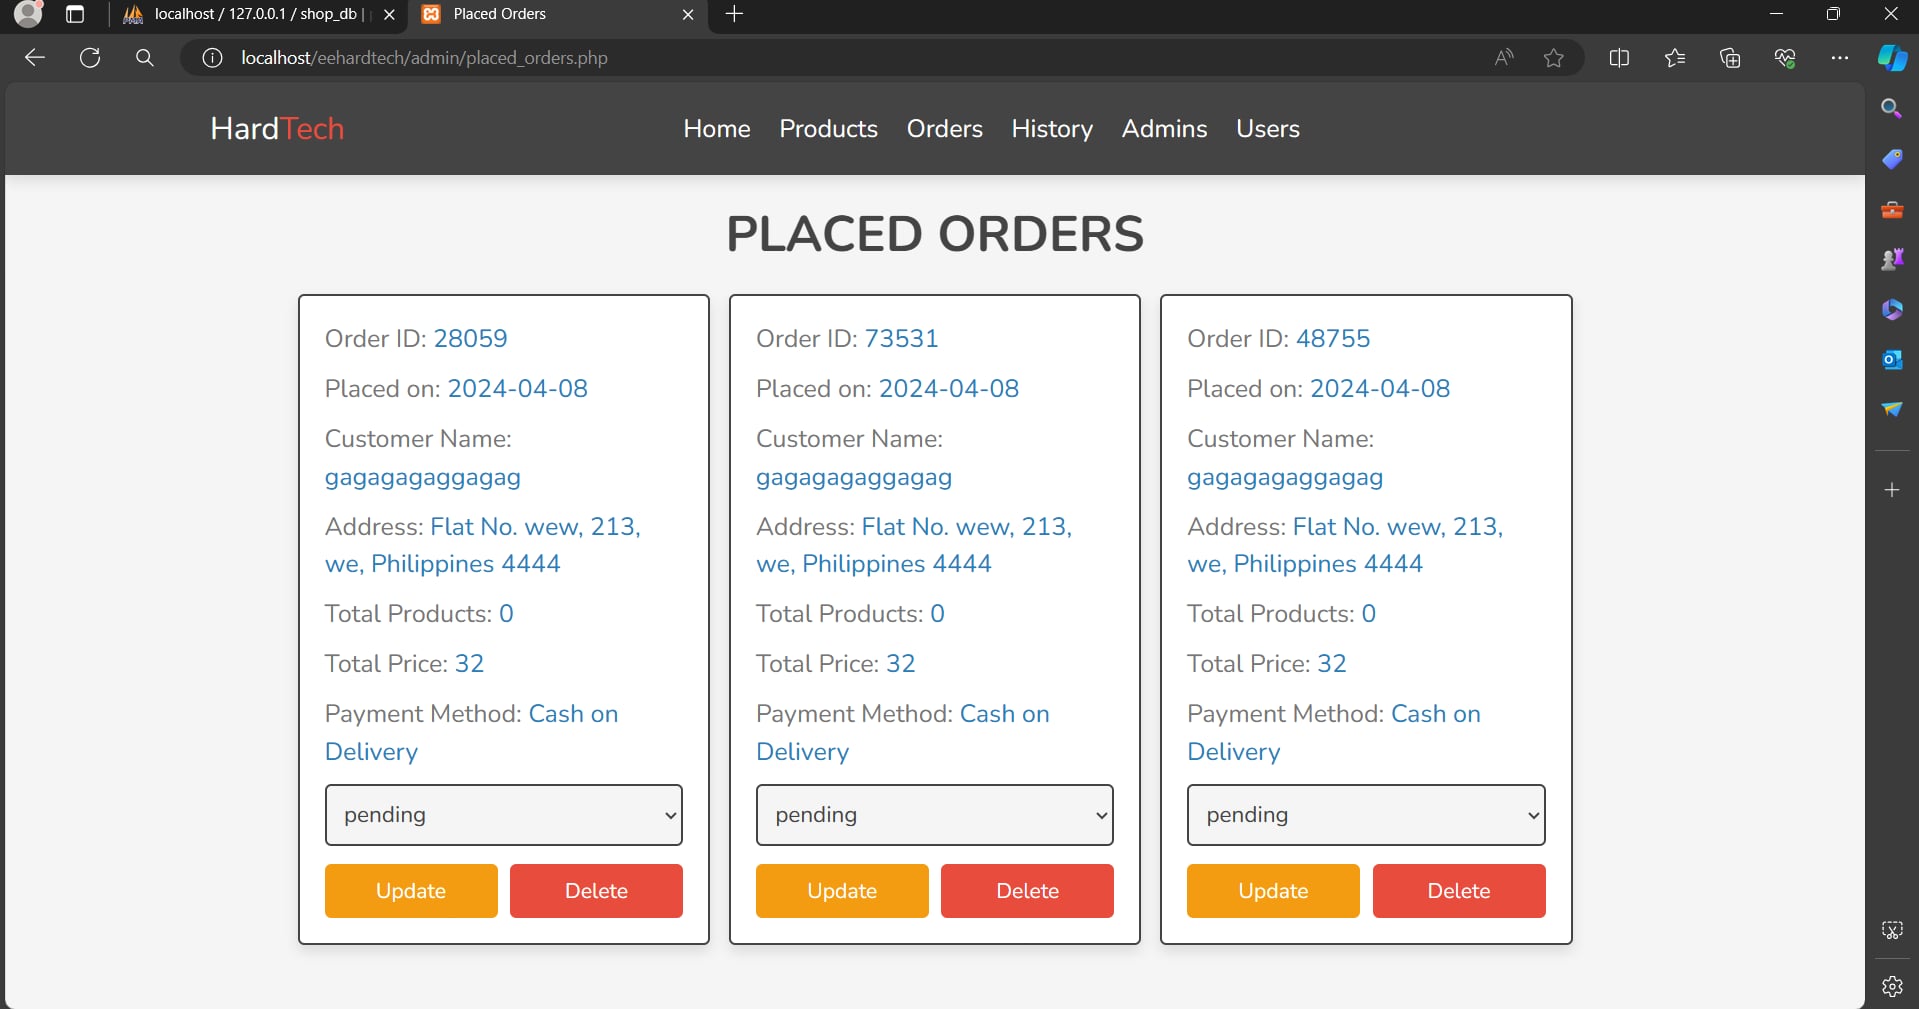 localhost / 127.0.0.1 / shop_db |
Placed Orders
localhost/eehardtech/admin/placed_orders.php
HardTech
Home Products Orders History Admins Users
PLACED ORDERS
Order ID: 28059
Placed on: 2024-04-08
Customer Name:
gagagagaggagag
Address: Flat No. wew, 213,
we, Philippines 4444
Total Products: 0
Total Price: 32
Payment Method: Cash on
Delivery
pending
Update Delete
Order ID: 73531
Placed on: 2024-04-08
Customer Name:
gagagagaggagag
Address: Flat No. wew, 213,
we, Philippines 4444
Total Products: 0
Total Price: 32
Payment Method: Cash on
Delivery
pending
Update Delete
Order ID: 48755
Placed on: 2024-04-08
Customer Name:
gagagagaggagag
Address: Flat No. wew, 213,
we, Philippines 4444
Total Products: 0
Total Price: 32
Payment Method: Cash on
Delivery
pending
Update Delete